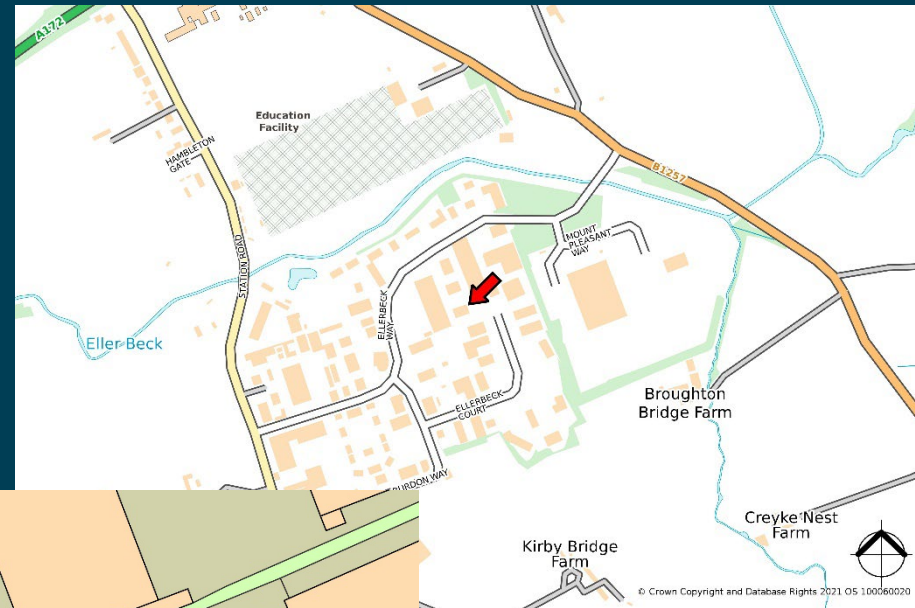 A172
Education
Facility
HAMBLETON
GATE
B1257
MOUNT
PLEASANT
WAY
STATION ROAD
ELLERBECK
WAY
Eller Beck
ELLERBECK
COURT
Broughton
Bridge Farm
BURDON WAY
Creyke Nest
Farm
Kirby Bridge
Farm
© Crown Copyright and Database Rights 2021 OS 100060020